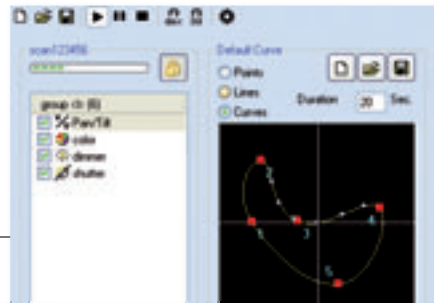 scan123456
group <> (6)
Pan/Tilt
color
dimmer
shutter
Default Curve
Points
Lines
Curves
Duration 20 Sec.
2
1
3
4
5